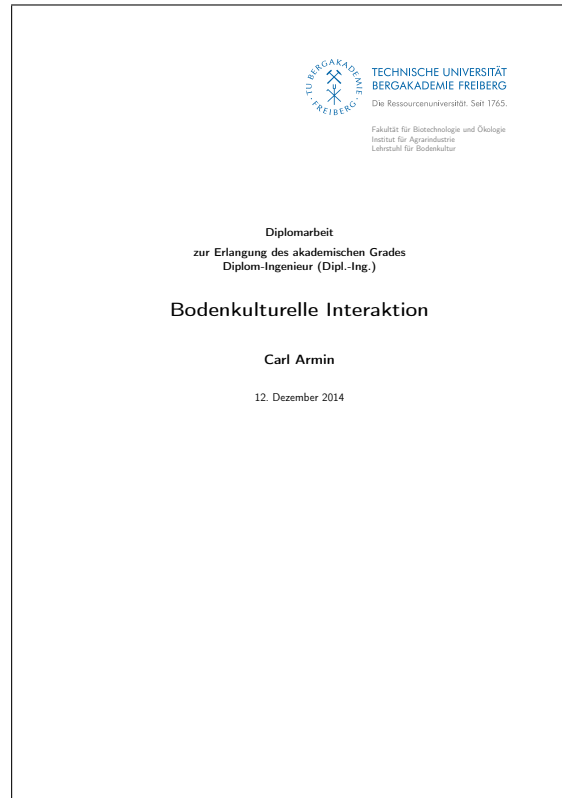 TU BERGAKADEMIE
· FREIBERG ·
TECHNISCHE UNIVERSITÄT
BERGAKADEMIE FREIBERG
Die Ressourcenuniversität. Seit 1765.
Fakultät für Biotechnologie und Ökologie
Institut für Agrarindustrie
Lehrstuhl für Bodenkultur
Diplomarbeit
zur Erlangung des akademischen Grades
Diplom-Ingenieur (Dipl.-Ing.)
Bodenkulturelle Interaktion
Carl Armin
12. Dezember 2014